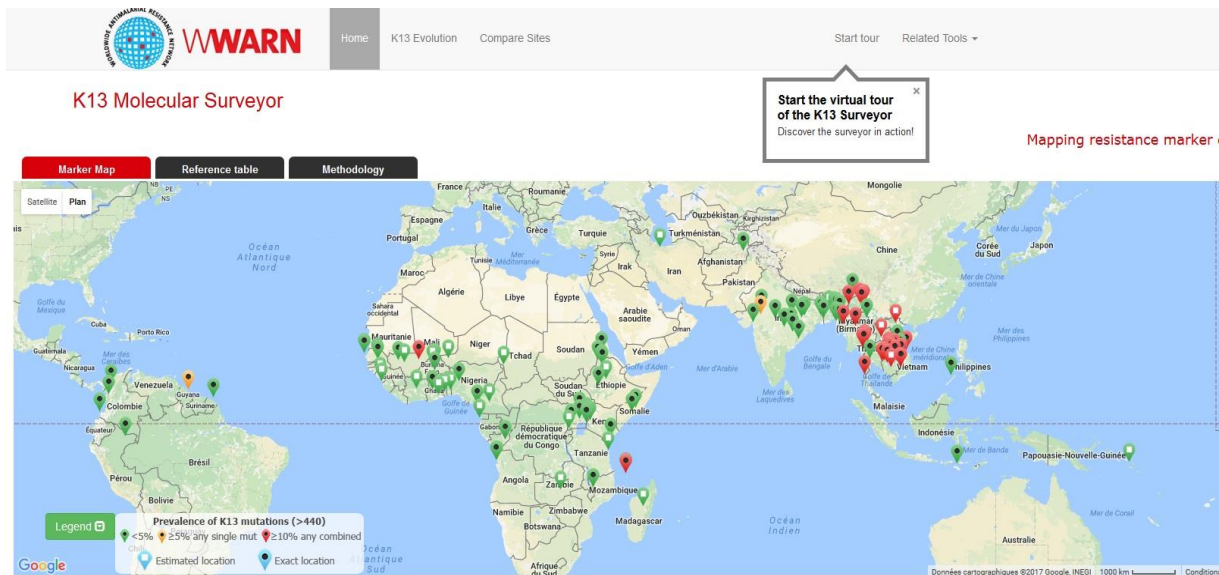 WORLDWIDE ANTIMALARIAL RESISTANCE NETWORK
WWARN
Home
K13 Evolution
Compare Sites
Start tour
Related Tools
K13 Molecular Surveyor
×
Start the virtual tour
of the K13 Surveyor
Discover the surveyor in action!
Mapping resistance marker
Marker Map
Reference table
Methodology
Satellite
Plan
NB
PE
NS
France
Roumanie
Mongolie
Italie
Espagne
Grèce
Portugal
Turquie
Ouzbékistan
Kirghizistan
Turkménistan
Chine
Corée
du Sud
Japon
Mer du Japon
Océan
Atlantique
Nord
Tunisie
Mer
Méditerranée
Syrie
Irak
Iran
Afghanistan
Pakistan
Népal
Maroc
Algérie
Libye
Égypte
Arabie
saoudite
Oman
Mer de Chine
orientale
Golfe du
Mexique
Cuba
Porto Rico
Sahara
occidental
Mauritanie
Mali
Niger
Tchad
Soudan
Yémen
Golfe d'Aden
Mer d'Arabie
Golfe du
Bengale
Mer des
Laquedives
(Birmanie)
Vietnam
Golfe de
Thaïlande
Mer de Chine
méridionale
Mer des
Philippines
Philippines
Guatemala
Nicaragua
Mer des
Caraïbes
Venezuela
Guyana
Suriname
Colombie
Équateur
Guinée
Ghana
Nigeria
Golfe de
Guinée
Soudan
du Sud
Éthiopie
Somalie
Kenya
Gabon
République
démocratique
du Congo
Tanzanie
Malaisie
Indonésie
Mer de Banda
Papouasie-Nouvelle-Guinée
Brésil
Pérou
Bolivie
Angola
Zambie
Mozambique
Namibie
Zimbabwe
Botswana
Madagascar
Océan
Indien
Mer de Corail
Australie
Afrique
du Sud
Océan
Atlantique
Sud
Legend
Prevalence of K13 mutations (>440)
<5% ≥5% any single mut ≥10% any combined
Estimated location Exact location
Google
Données cartographiques ©2017 Google, INEGI 1000 km Conditions